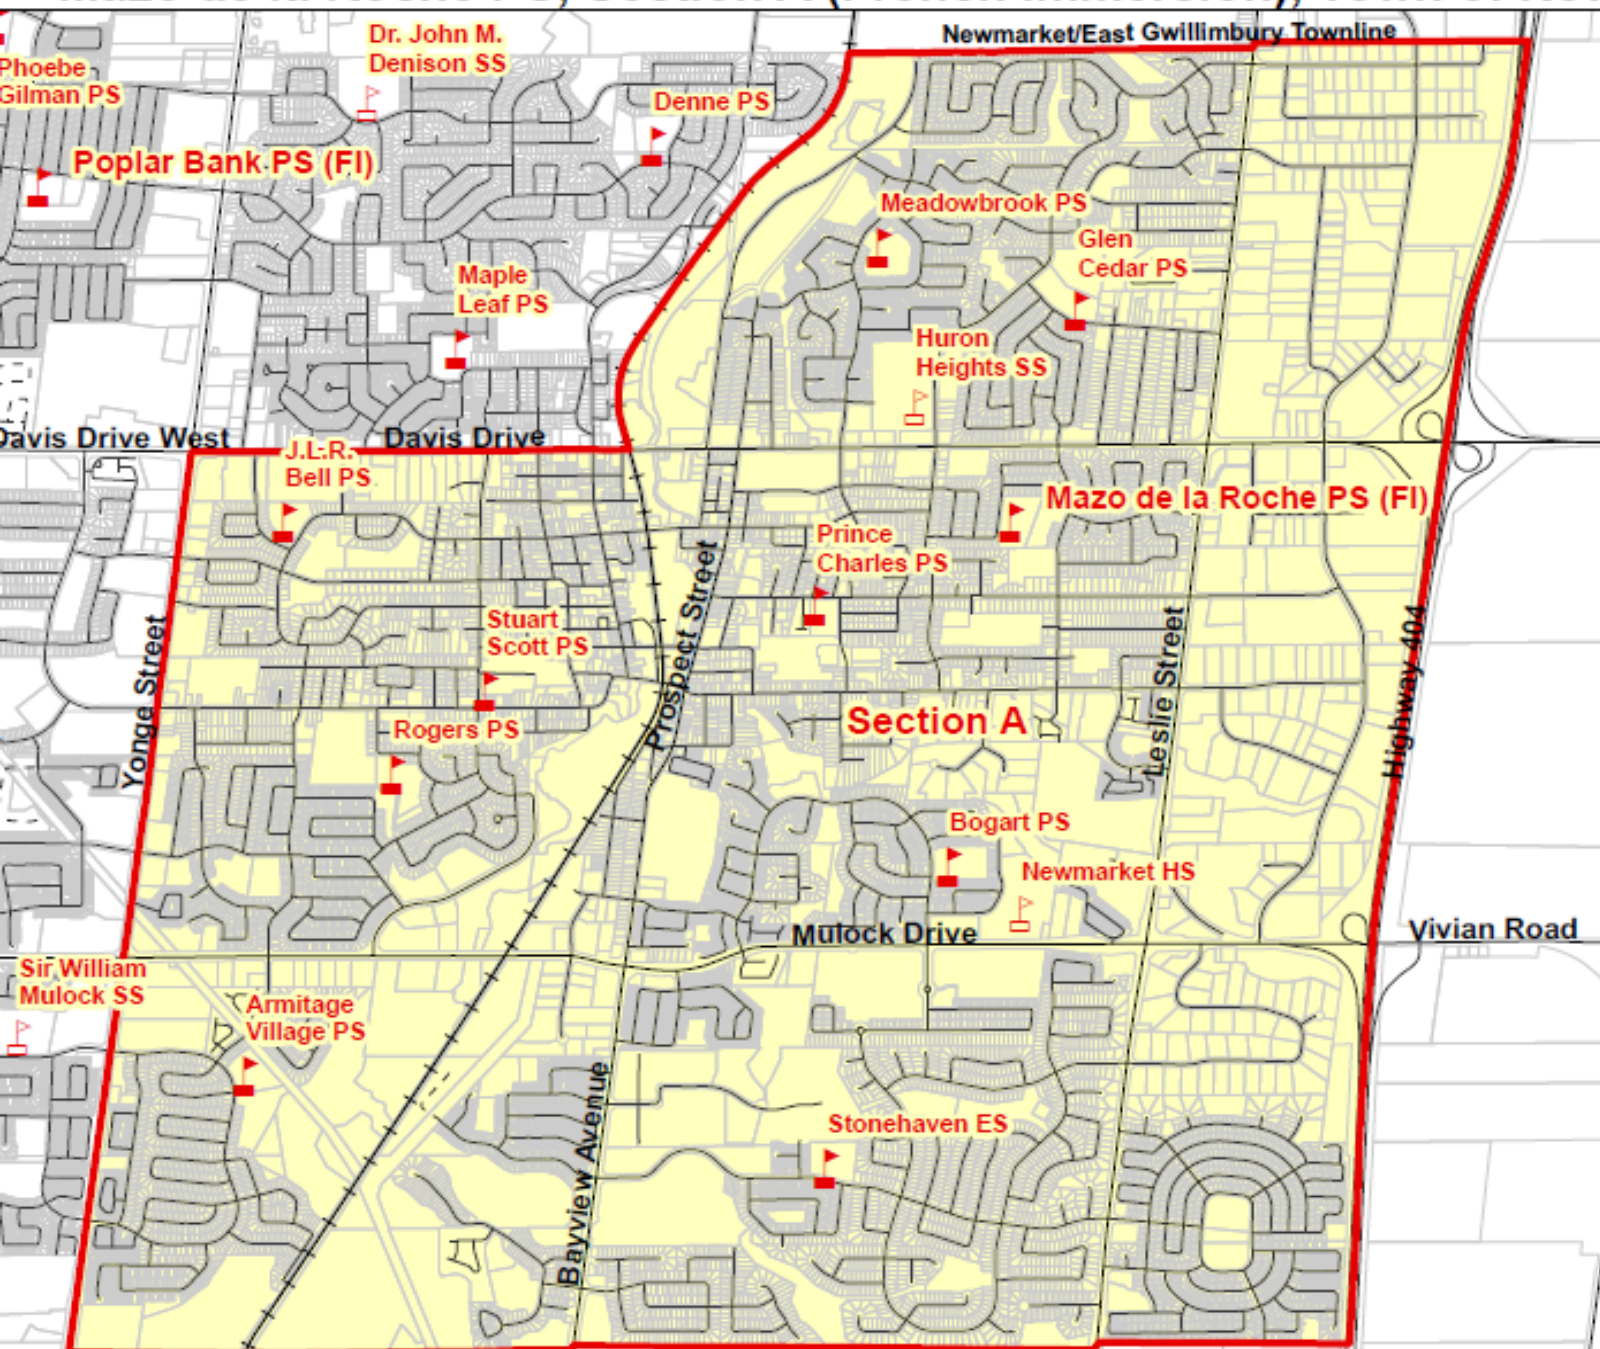 Newmarket/East Gwillimbury Townline
Dr. John M.
Denison SS
Phoebe
Gilman PS
Denne PS
Poplar Bank PS (FI)
Meadowbrook PS
Glen
Cedar PS
Maple
Leaf PS
Huron
Heights SS
Davis Drive West
Davis Drive
J.L.R.
Bell PS
Mazo de la Roche PS (FI)
Prince
Charles PS
Stuart
Scott PS
Prospect Street
Leslie Street
Highway 404
Yonge Street
Section A
Rogers PS
Bogart PS
Newmarket HS
Mulock Drive
Vivian Road
Sir William
Mulock SS
Armitage
Village PS
Bayview Avenue
Stonehaven ES